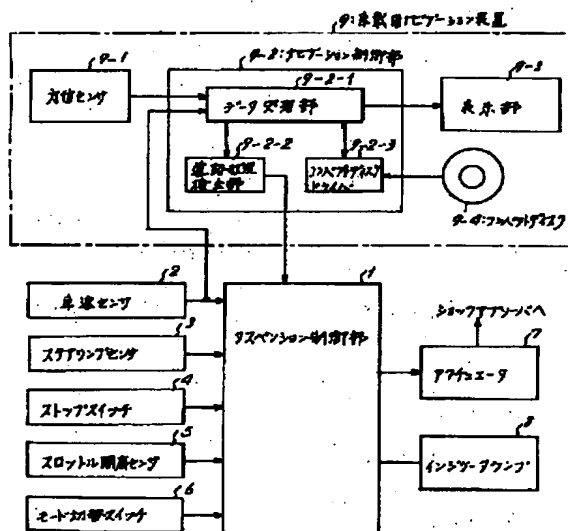 9:車載用ナビゲーション装置
9-2:ナビゲーション制御部
9-1
方位センサ
9-2-1
データ処理部
9-3
表示部
9-2-2
道路状況検出部
9-2-3
コンパクトディスクドライバ
9-4:コンパクトディスク
2
車速センサ
3
ステアリングセンサ
4
ストップスイッチ
5
スロットル開度センサ
6
モード切替スイッチ
1
サスペンション制御部
ショックアブソーバへ
7
アクチュエータ
8
インジケータランプ